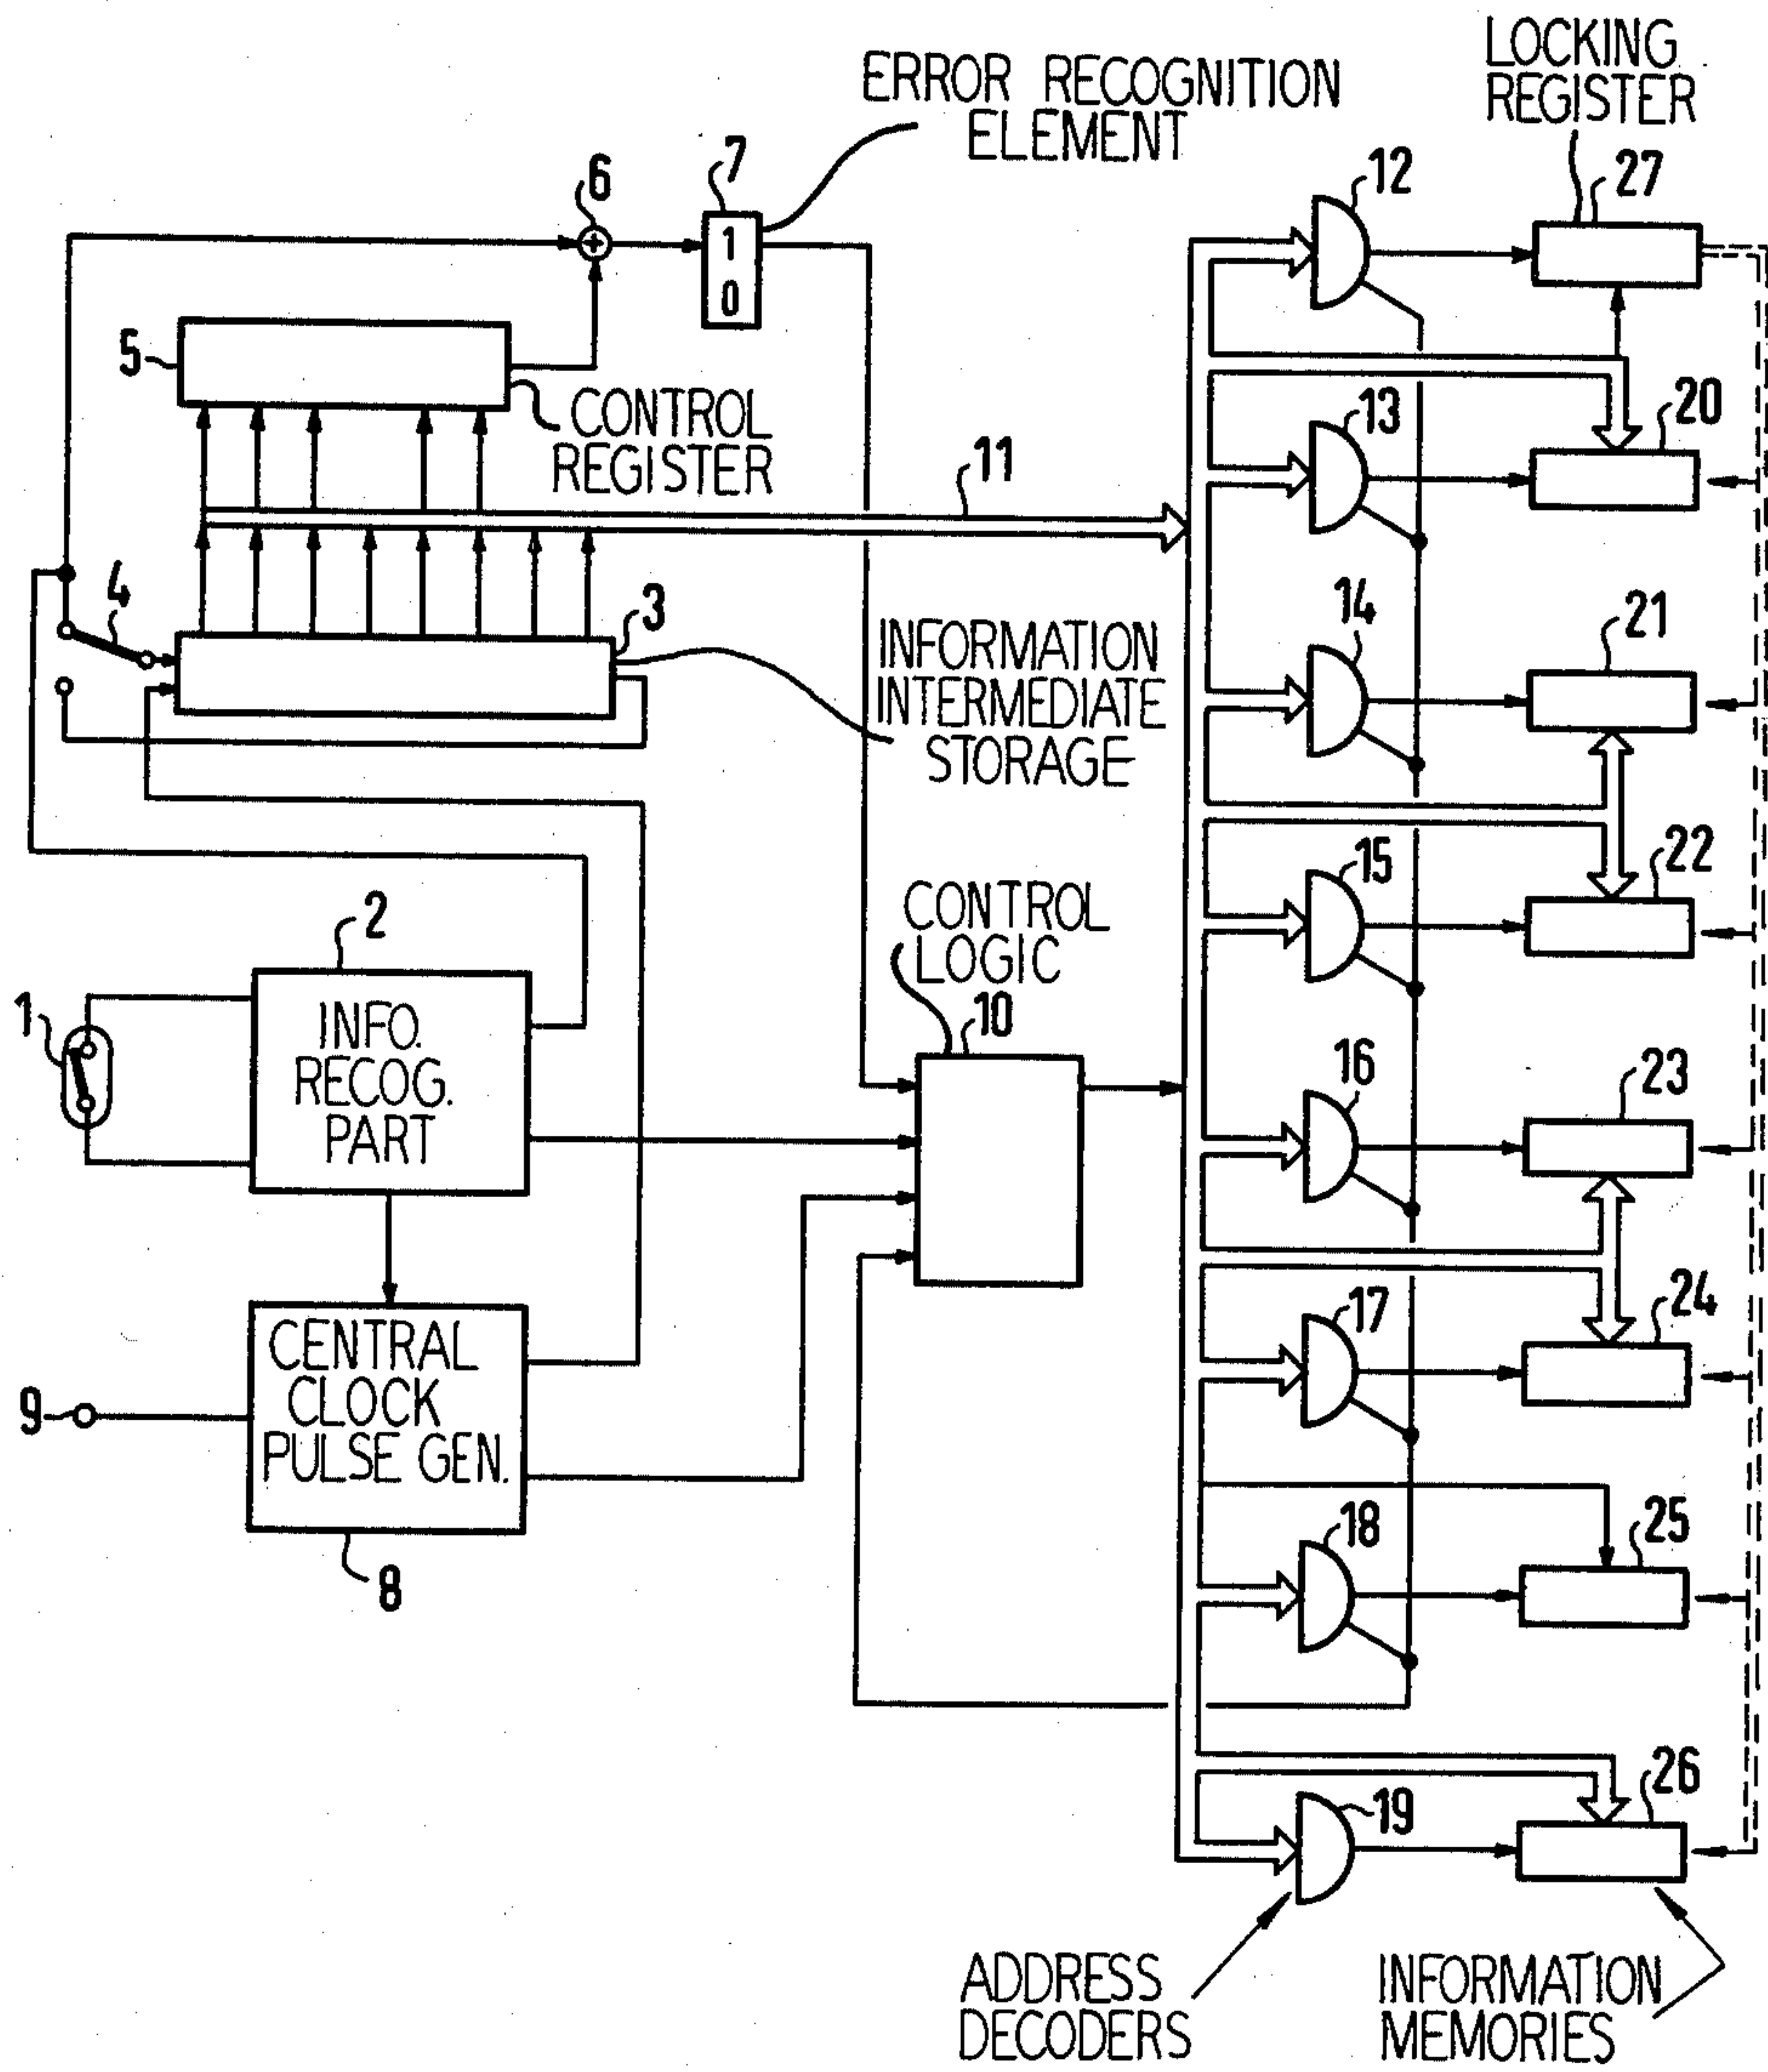 LOCKING
REGISTER
27
ERROR RECOGNITION
ELEMENT
7
6
1
0
12
5
CONTROL
REGISTER
11
13
20
4
3
INFORMATION
INTERMEDIATE
STORAGE
14
21
15
22
2
INFO.
RECOG.
PART
1
CONTROL
LOGIC
10
16
23
17
24
CENTRAL
CLOCK
PULSE GEN.
9
8
18
25
19
26
ADDRESS
DECODERS
INFORMATION
MEMORIES